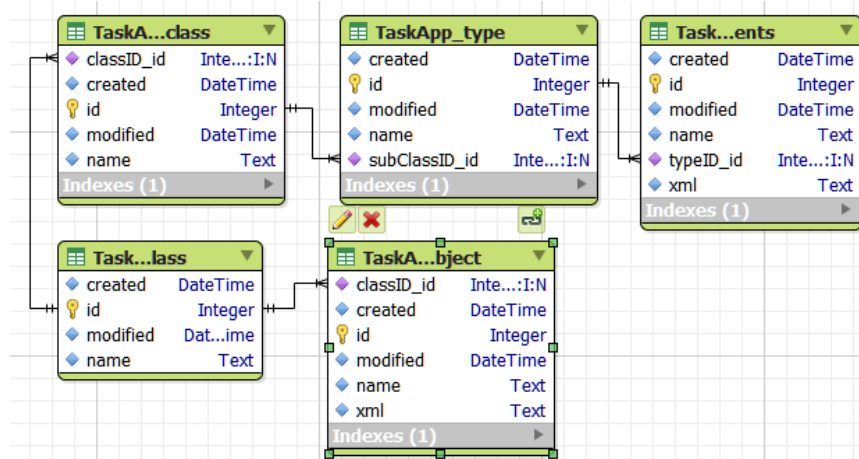 TaskA...class
classID_id Inte...:I:N
created DateTime
id Integer
modified DateTime
name Text
Indexes (1)
TaskApp_type
created DateTime
id Integer
modified DateTime
name Text
subClassID_id Inte...:I:N
Indexes (1)
Task...ents
created DateTime
id Integer
modified DateTime
name Text
typeID_id Inte...:I:N
xml Text
Indexes (1)
Task...lass
created DateTime
id Integer
modified Dat...ime
name Text
TaskA...bject
classID_id Inte...:I:N
created DateTime
id Integer
modified DateTime
name Text
xml Text
Indexes (1)